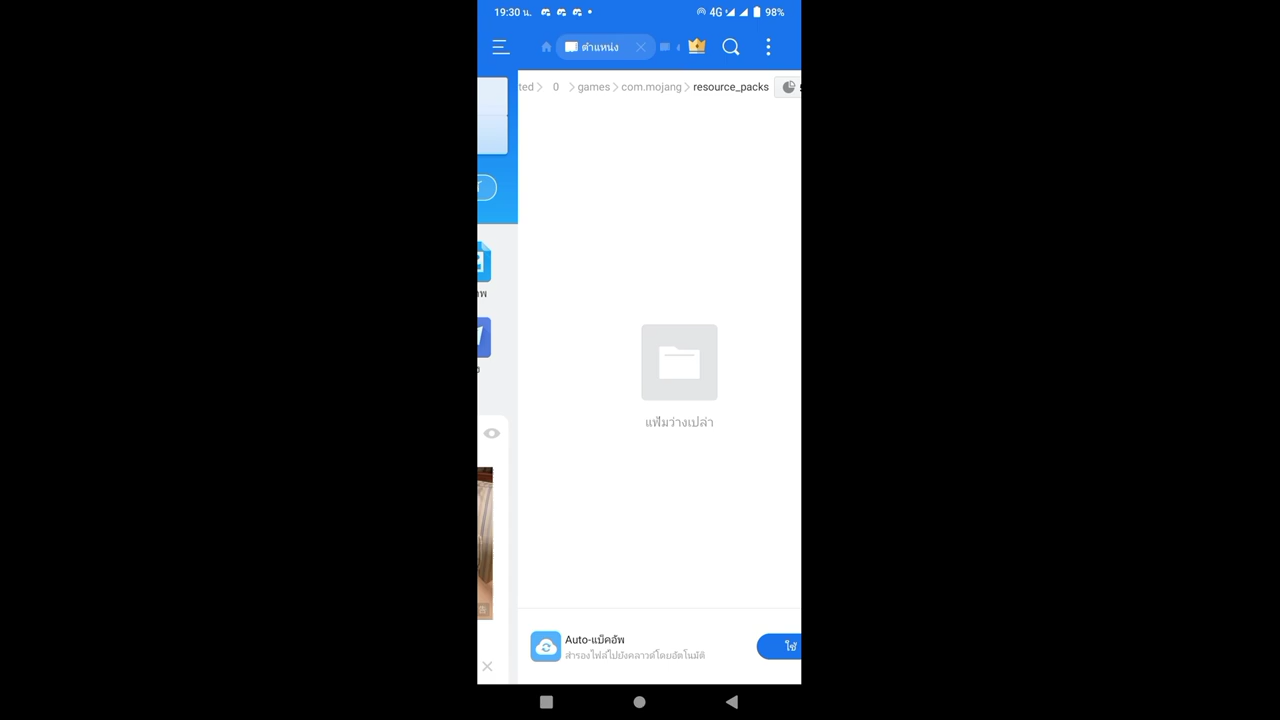 19:30 น.
4G
98%
ตำแหน่ง
ted
0
games
com.mojang
resource_packs
แฟ้มว่างเปล่า
Auto-แบ็คอัพ
สำรองไฟล์ไปยังคลาวด์โดยอัตโนมัติ
ใช้